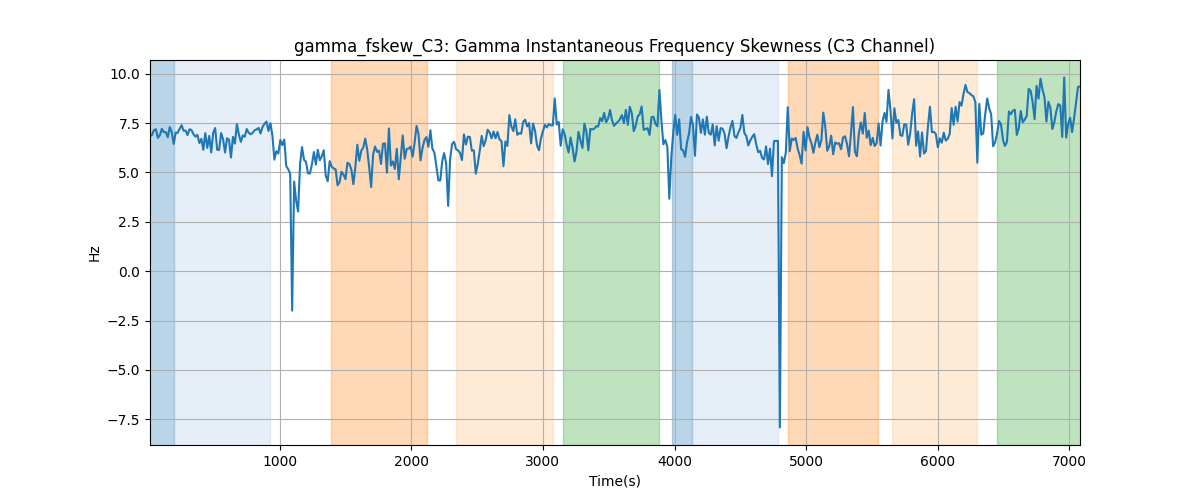 gamma_fskew_C3: Gamma Instantaneous Frequency Skewness (C3 Channel)
10.0
7.5
5.0
2.5
0.0
−2.5
−5.0
−7.5
Hz
1000 2000 3000 4000 5000 6000 7000
Time(s)